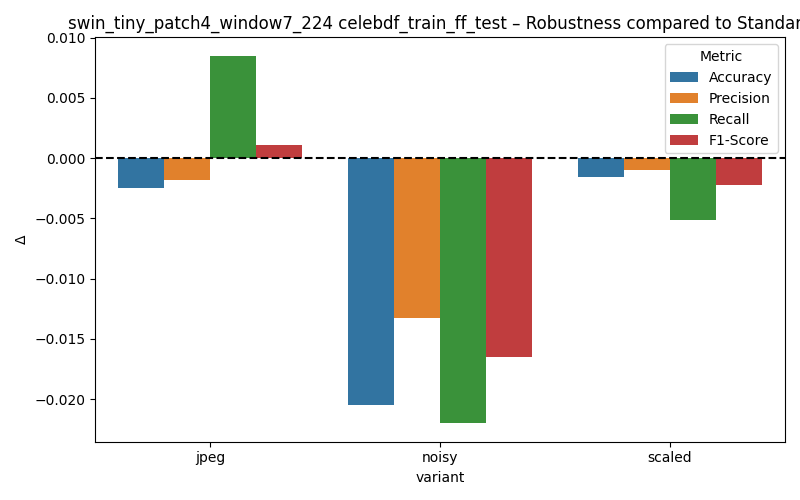 swin_tiny_patch4_window7_224 celebdf_train_ff_test – Robustness compared to Standar
0.010
0.005
0.000
−0.005
−0.010
−0.015
−0.020
Δ
Metric
Accuracy
Precision
Recall
F1-Score
jpeg
noisy
scaled
variant